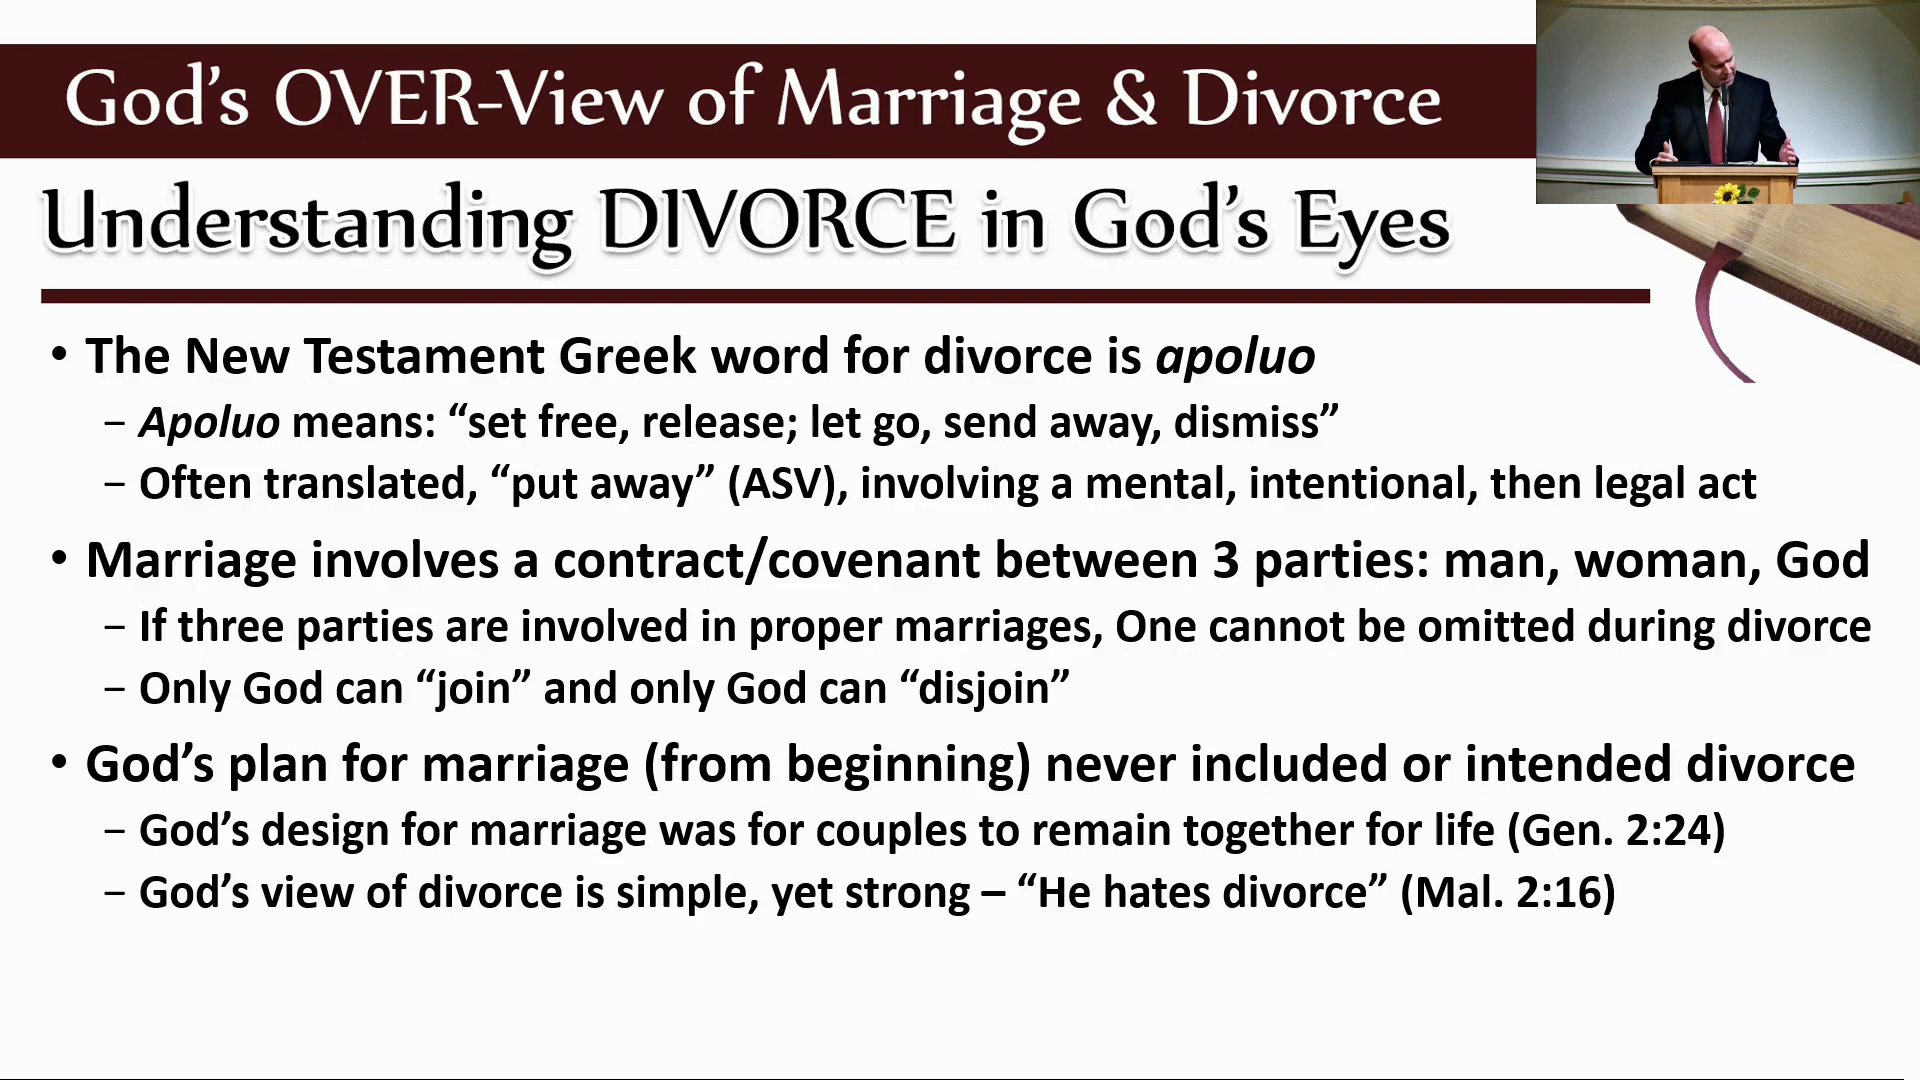 God’s OVER-View of Marriage & Divorce
Understanding DIVORCE in God’s Eyes
• The New Testament Greek word for divorce is apoluo
– Apoluo means: “set free, release; let go, send away, dismiss”
– Often translated, “put away” (ASV), involving a mental, intentional, then legal act
• Marriage involves a contract/covenant between 3 parties: man, woman, God
– If three parties are involved in proper marriages, One cannot be omitted during divorce
– Only God can “join” and only God can “disjoin”
• God’s plan for marriage (from beginning) never included or intended divorce
– God’s design for marriage was for couples to remain together for life (Gen. 2:24)
– God’s view of divorce is simple, yet strong – “He hates divorce” (Mal. 2:16)